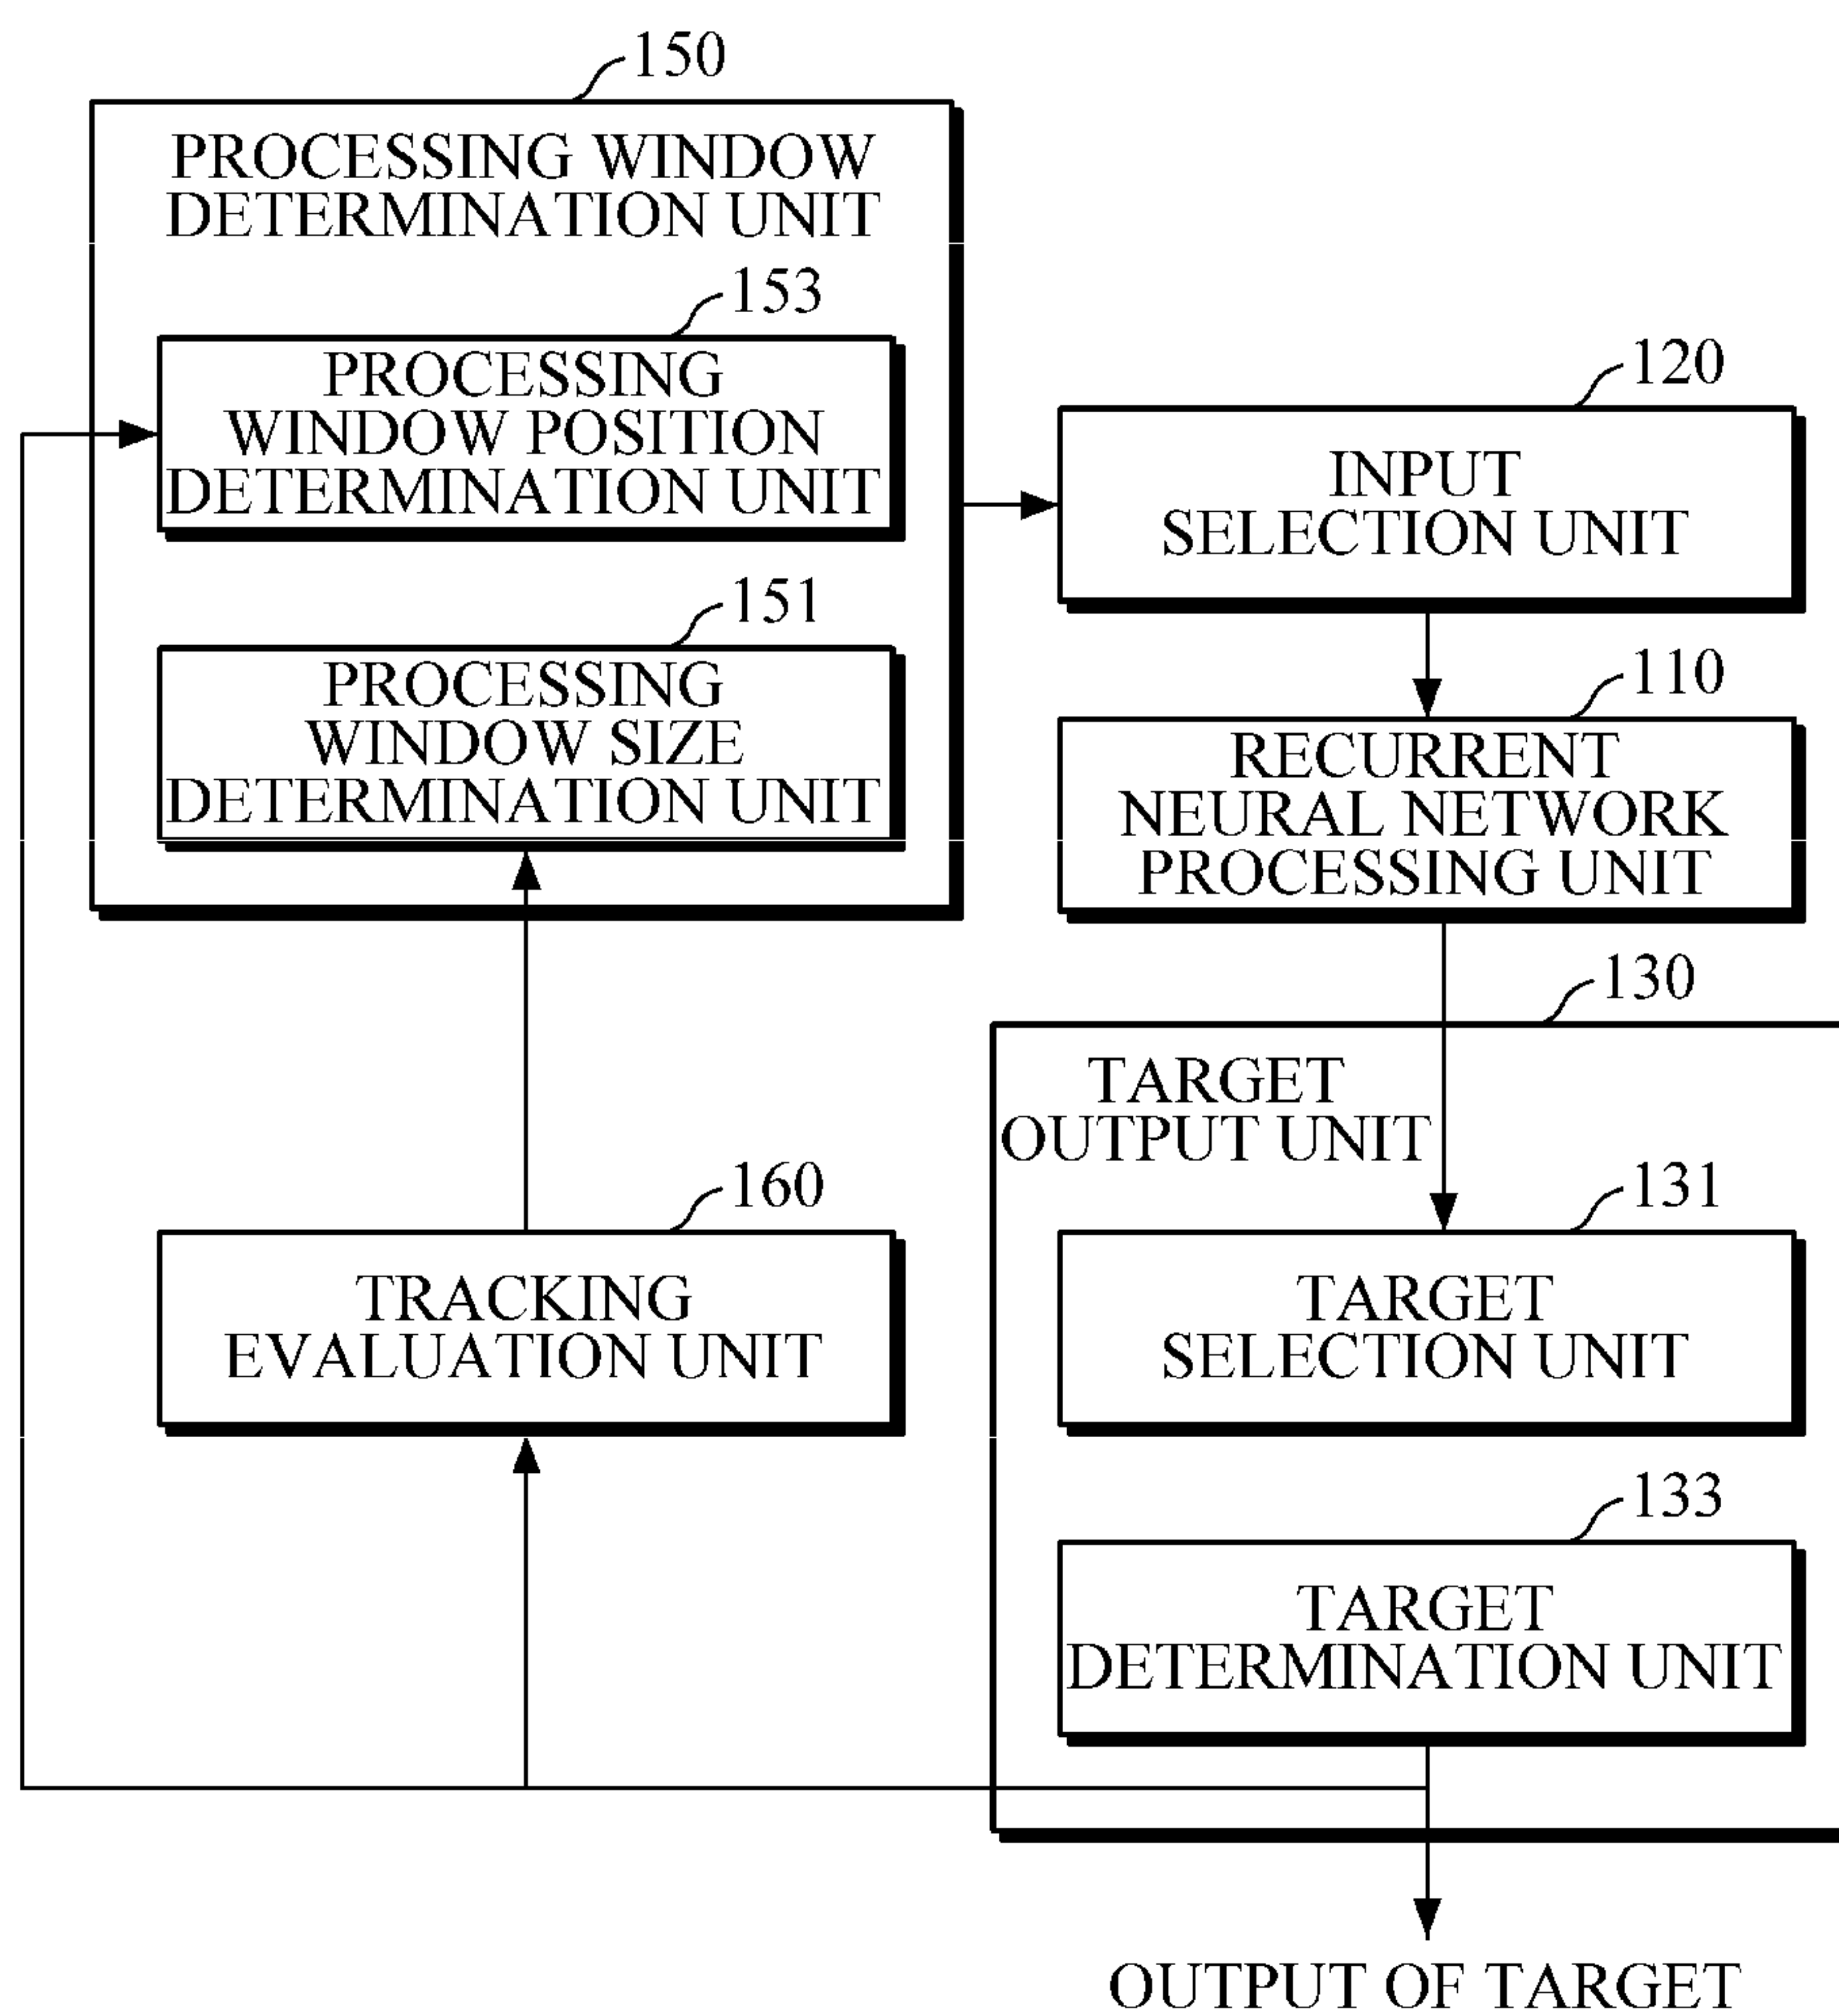 150
PROCESSING WINDOW
DETERMINATION UNIT
153
PROCESSING
WINDOW POSITION
DETERMINATION UNIT
151
PROCESSING
WINDOW SIZE
DETERMINATION UNIT
120
INPUT
SELECTION UNIT
110
RECURRENT
NEURAL NETWORK
PROCESSING UNIT
130
TARGET
OUTPUT UNIT
131
TARGET
SELECTION UNIT
133
TARGET
DETERMINATION UNIT
160
TRACKING
EVALUATION UNIT
OUTPUT OF TARGET